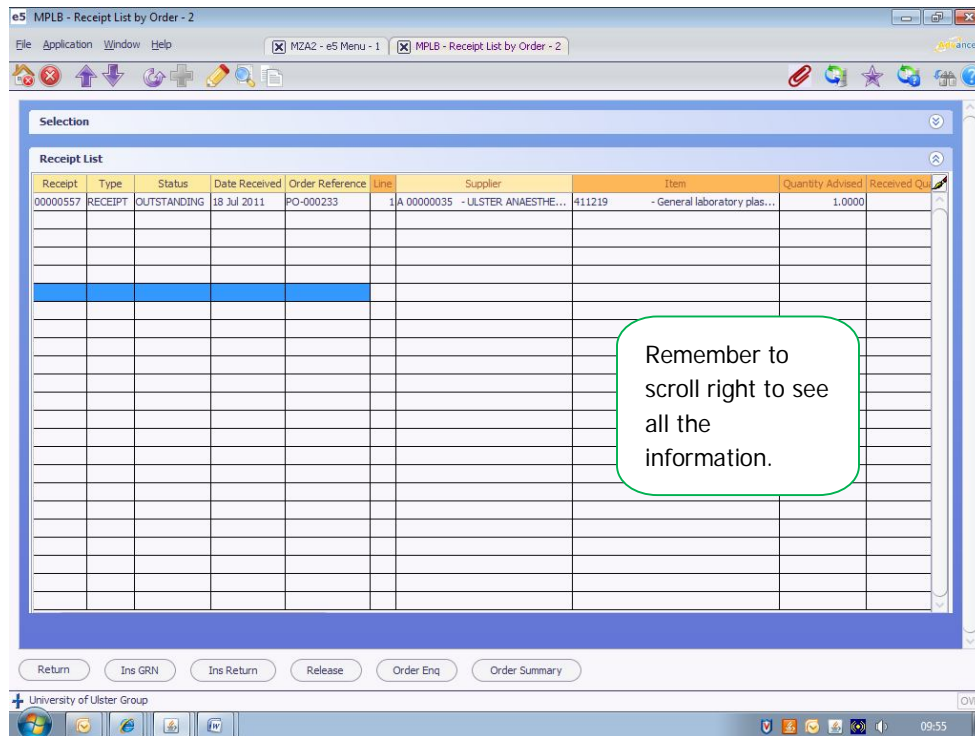 e5 MPLB - Receipt List by Order - 2
File Application Window Help
MZA2 - e5 Menu - 1
MPLB - Receipt List by Order - 2
Selection
Receipt List
Receipt Type Status Date Received Order Reference Line Supplier Item Quantity Advised Received Qu
00000557 RECEIPT OUTSTANDING 18 Jul 2011 PO-000233 1 A 00000035 - ULSTER ANAESTHE... 411219 - General laboratory plas... 1.0000
Remember to
scroll right to see
all the
information.
Return Ins GRN Ins Return Release Order Enq Order Summary
University of Ulster Group
09:55